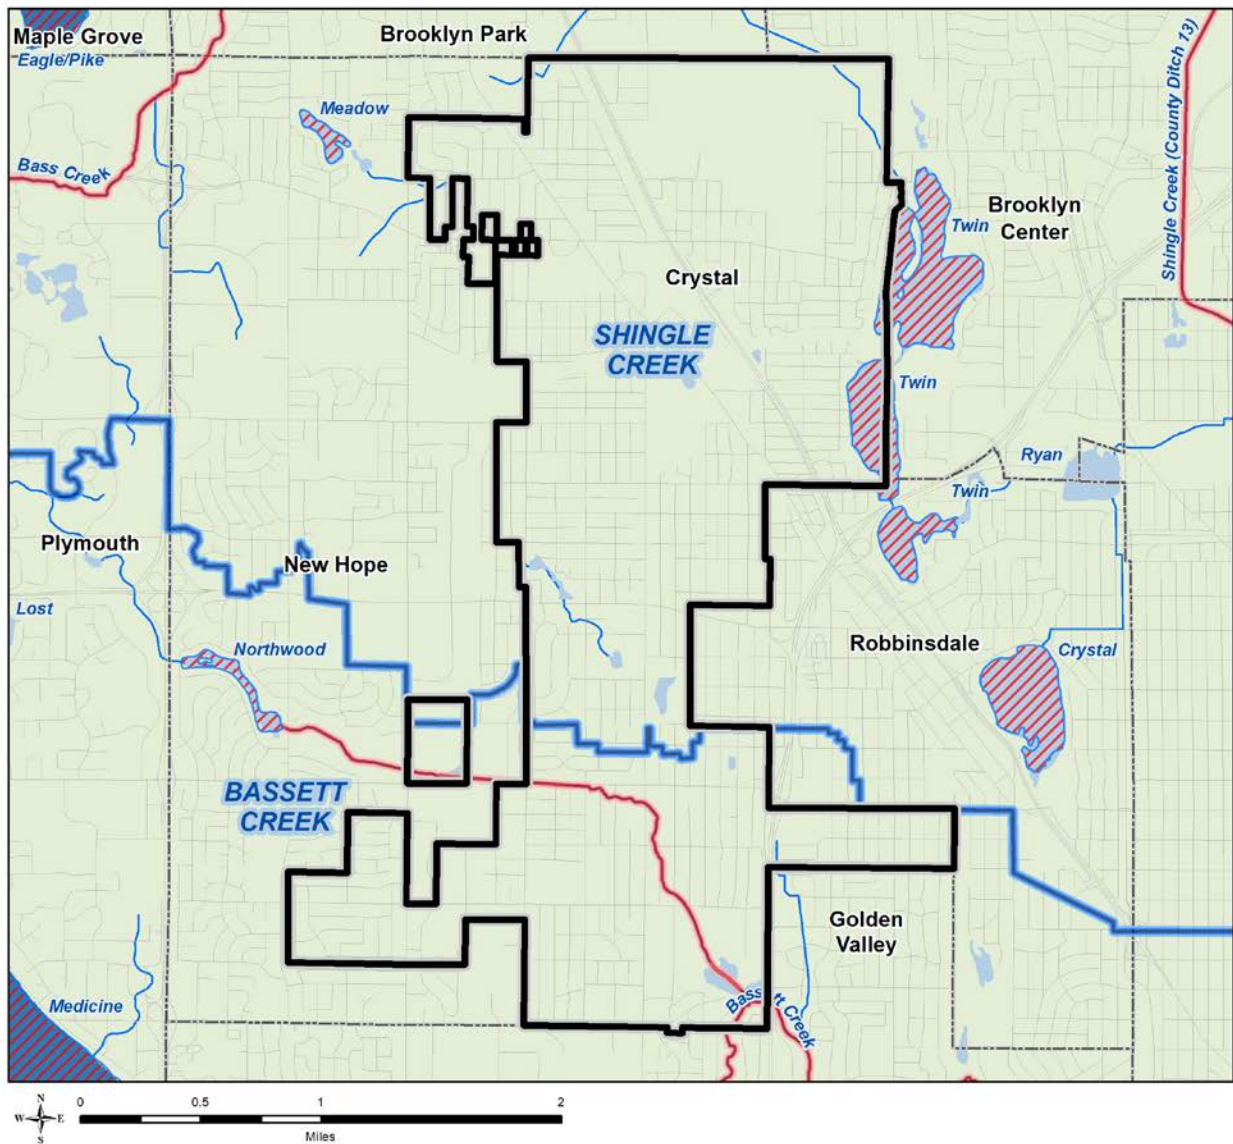 Maple Grove
Eagle/Pike
Brooklyn Park
Meadow
Bass Creek
Shingle Creek (County Ditch 13)
Brooklyn
Center
Twin
Crystal
SHINGLE
CREEK
Twin
Ryan
Twin
Plymouth
New Hope
Lost
Northwood
Robbinsdale
Crystal
BASSETT
CREEK
Golden
Valley
Medicine
Bassett Creek
N
W
E
S
0
0.5
1
2
Miles